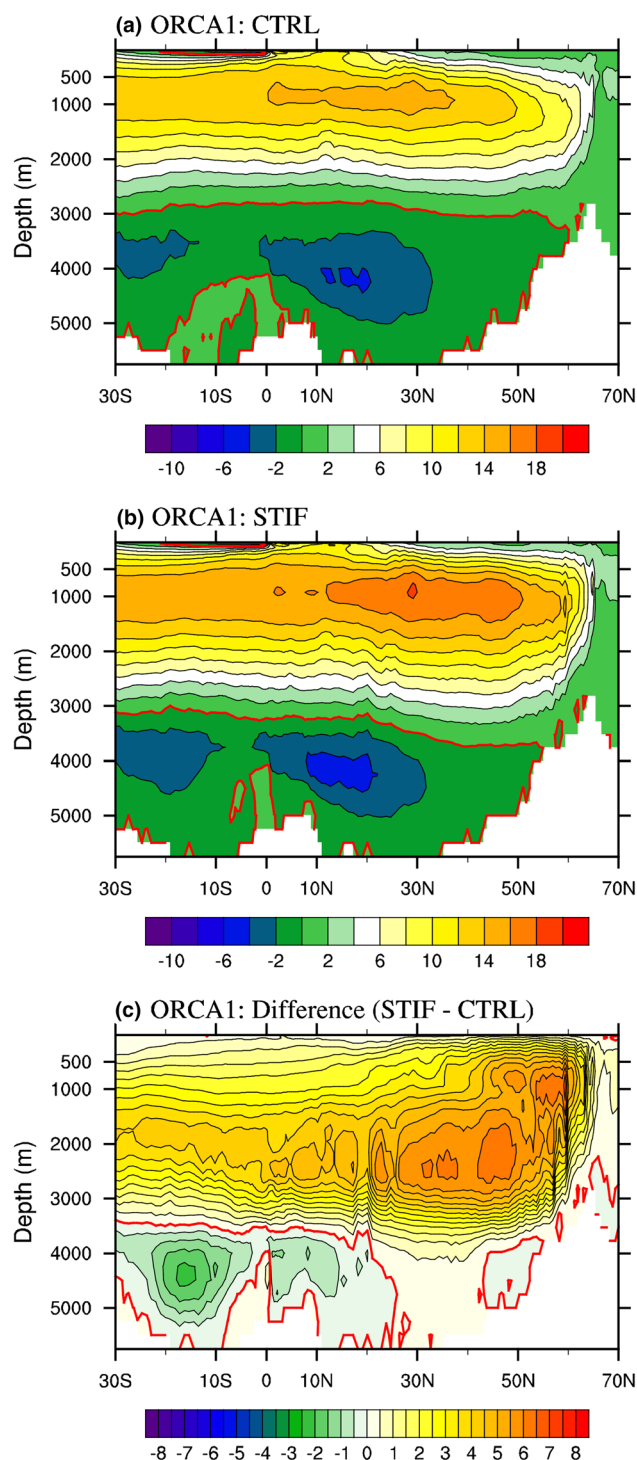 (a) ORCA1: CTRL
500
1000
2000
3000
4000
5000
Depth (m)
30S 10S 0 10N 30N 50N 70N
-10 -6 -2 2 6 10 14 18
(b) ORCA1: STIF
500
1000
2000
3000
4000
5000
Depth (m)
30S 10S 0 10N 30N 50N 70N
-10 -6 -2 2 6 10 14 18
(c) ORCA1: Difference (STIF - CTRL)
500
1000
2000
3000
4000
5000
Depth (m)
30S 10S 0 10N 30N 50N 70N
-8 -7 -6 -5 -4 -3 -2 -1 0 1 2 3 4 5 6 7 8